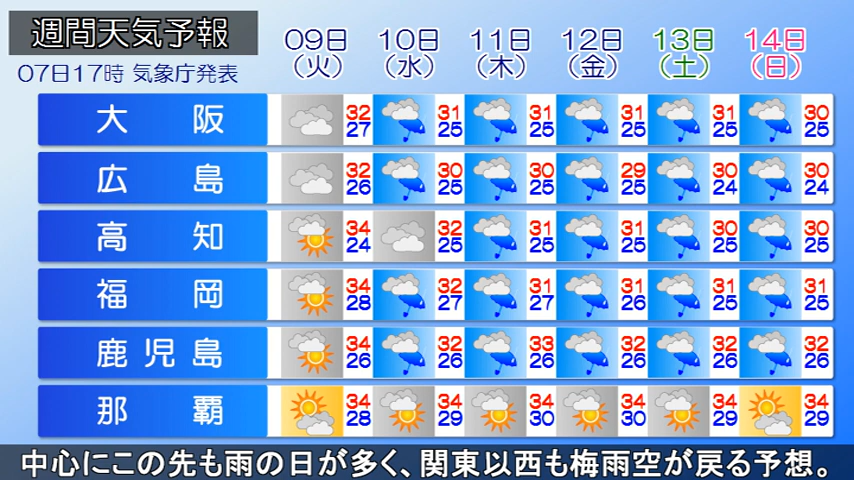 週間天気予報
07日17時 気象庁発表
09日 10日 11日 12日 13日 14日
(火) (水) (木) (金) (土) (日)
大阪 32 27 31 25 31 25 31 25 31 25 30 25
広島 32 26 30 25 30 25 29 25 30 24 30 24
高知 34 24 32 25 31 25 31 25 30 25 30 25
福岡 34 28 32 27 31 27 31 26 31 25 31 25
鹿児島 34 26 32 26 33 26 32 26 32 26 32 26
那覇 34 28 34 29 34 30 34 30 34 29 34 29
中心にこの先も雨の日が多く、関東以西も梅雨空が戻る予想。